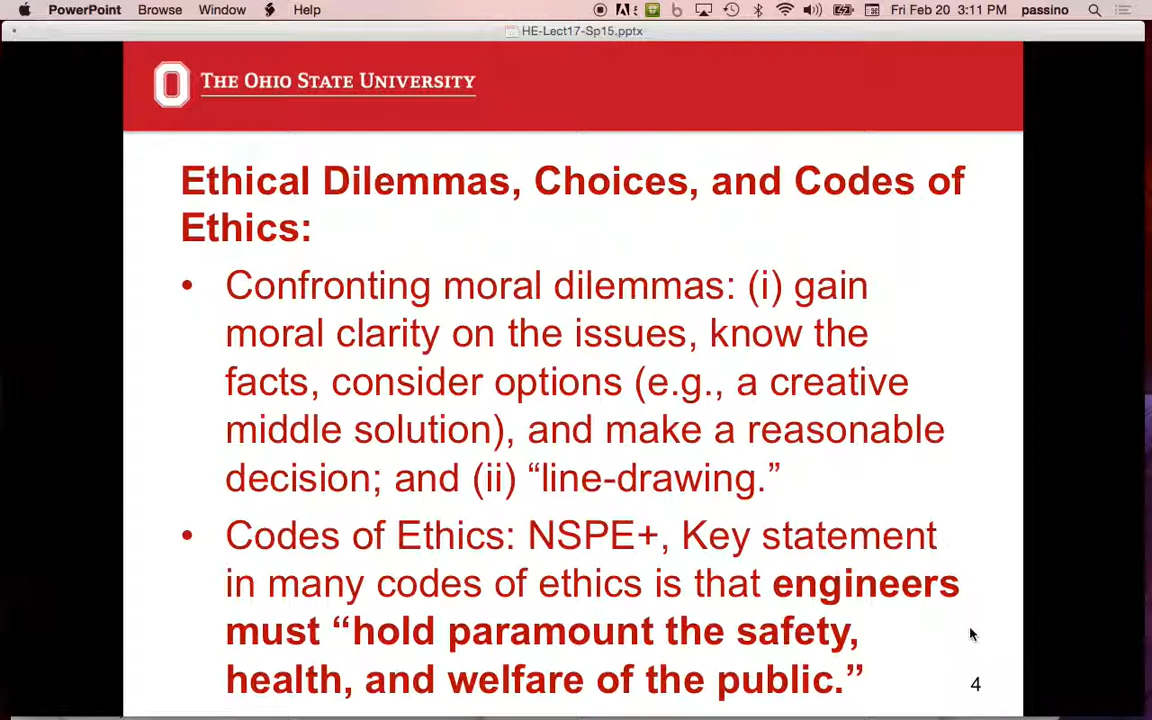 PowerPoint Browse Window Help Fri Feb 20 3:11 PM passino
HE-Lect17-Sp15.pptx
O THE OHIO STATE UNIVERSITY
Ethical Dilemmas, Choices, and Codes of
Ethics:
• Confronting moral dilemmas: (i) gain
moral clarity on the issues, know the
facts, consider options (e.g., a creative
middle solution), and make a reasonable
decision; and (ii) “line-drawing.”
• Codes of Ethics: NSPE+, Key statement
in many codes of ethics is that engineers
must “hold paramount the safety,
health, and welfare of the public.”
4